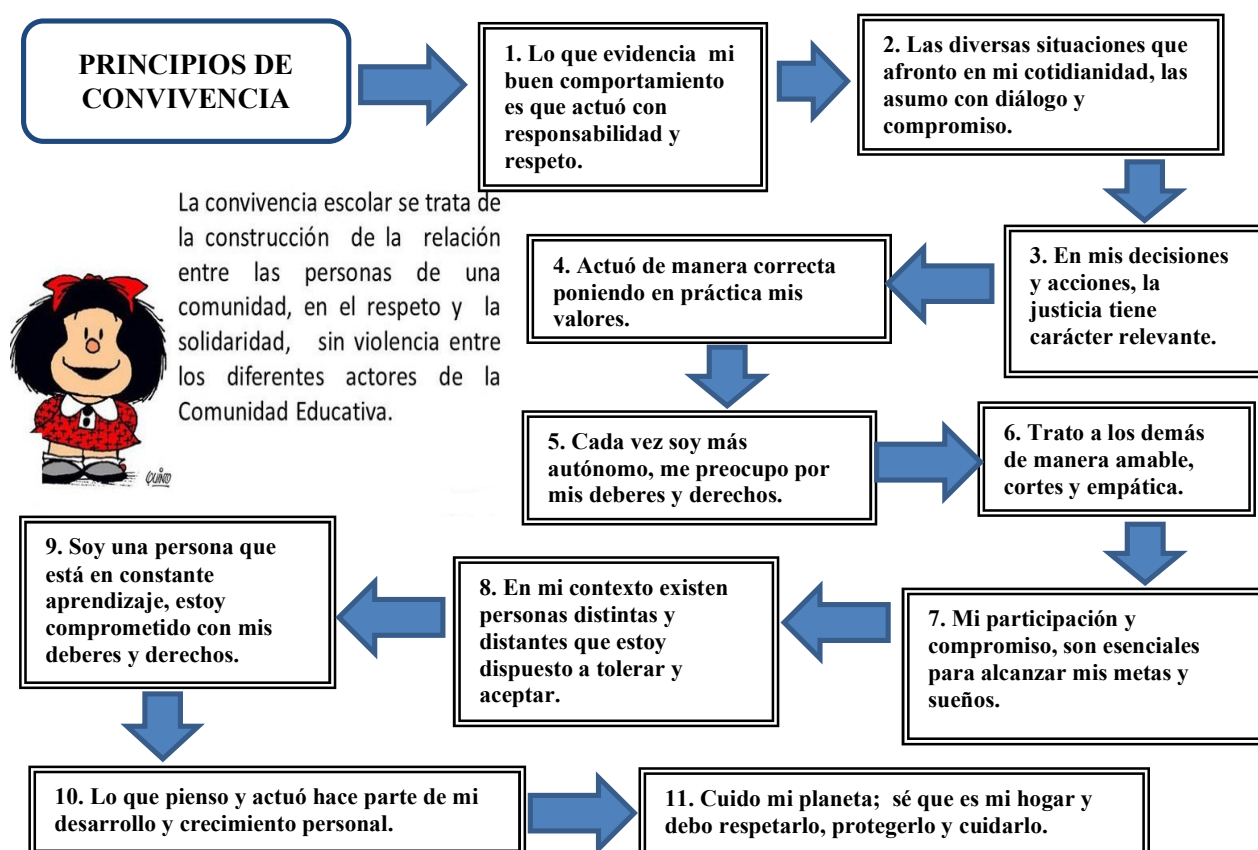 PRINCIPIOS DE
CONVIVENCIA
1. Lo que evidencia mi
buen comportamiento
es que actuó con
responsabilidad y
respeto.
2. Las diversas situaciones que
afronto en mi cotidianidad, las
asumo con diálogo y
compromiso.
La convivencia escolar se trata de
la construcción de la relación
entre las personas de una
comunidad, en el respeto y la
solidaridad, sin violencia entre
los diferentes actores de la
Comunidad Educativa.
QUINO
3. En mis decisiones
y acciones, la
justicia tiene
carácter relevante.
4. Actuó de manera correcta
poniendo en práctica mis
valores.
5. Cada vez soy más
autónomo, me preocupo por
mis deberes y derechos.
6. Trato a los demás
de manera amable,
cortes y empática.
7. Mi participación y
compromiso, son esenciales
para alcanzar mis metas y
sueños.
8. En mi contexto existen
personas distintas y
distantes que estoy
dispuesto a tolerar y
aceptar.
9. Soy una persona que
está en constante
aprendizaje, estoy
comprometido con mis
deberes y derechos.
10. Lo que pienso y actuó hace parte de mi
desarrollo y crecimiento personal.
11. Cuido mi planeta; sé que es mi hogar y
debo respetarlo, protegerlo y cuidarlo.